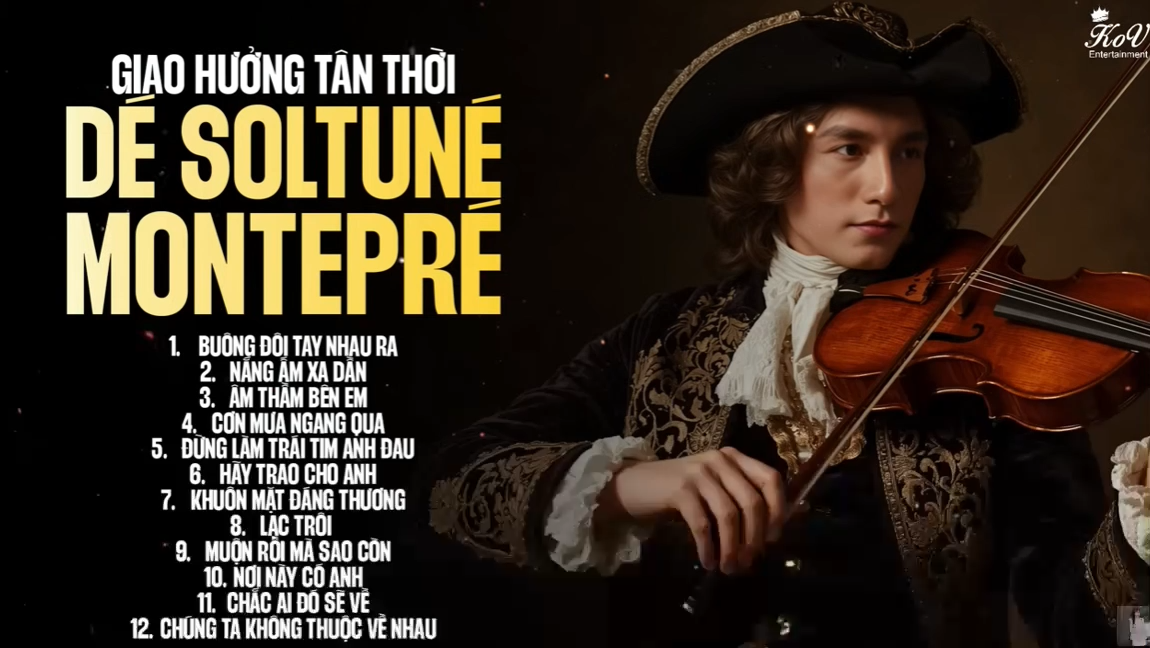 GIAO HƯỞNG TÂN THỜI
DÉ SOLTUNÉ
MONTEPRÉ
1. BUÔNG ĐÔI TAY NHAU RA
2. NẮNG ẤM XA DẦN
3. ÂM THẦM BÊN EM
4. CƠN MƯA NGANG QUA
5. ĐỪNG LÀM TRÁI TIM ANH ĐAU
6. HÃY TRAO CHO ANH
7. KHUÔN MẶT ĐÁNG THƯƠNG
8. LẠC TRÔI
9. MUỘN RỒI MÀ SAO CÒN
10. NƠI NÀY CÓ ANH
11. CHẮC AI ĐÓ SẼ VỀ
12. CHÚNG TA KHÔNG THUỘC VỀ NHAU
KoV
Entertainment